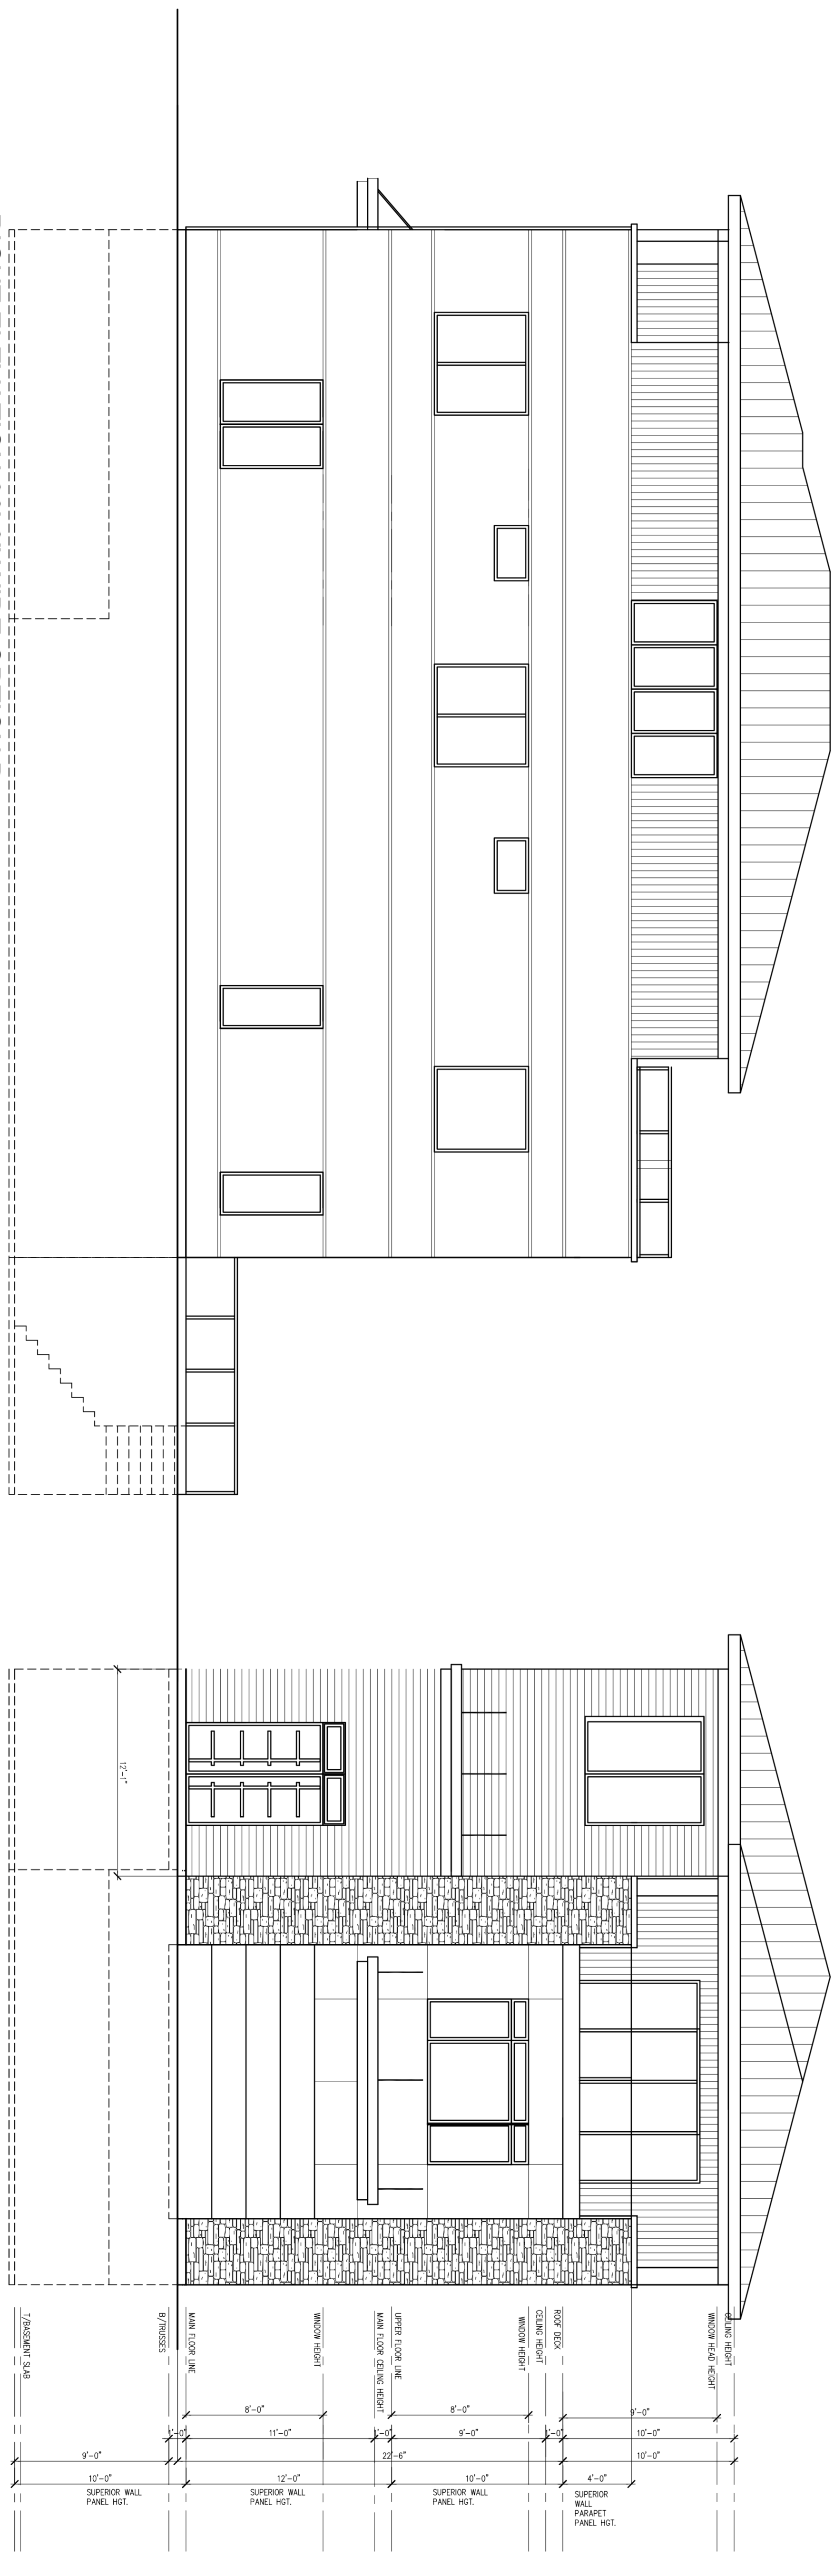 12'-1"
CEILING HEIGHT
WINDOW HEAD HEIGHT
ROOF DECK
CEILING HEIGHT
WINDOW HEIGHT
UPPER FLOOR LINE
MAIN FLOOR CEILING HEIGHT
WINDOW HEIGHT
MAIN FLOOR LINE
B/TRUSSES
T/BASEMENT SLAB
8'-0"
8'-0"
9'-0"
1'-0"
11'-0"
1'-0"
9'-0"
1'-0"
10'-0"
9'-0"
22'-6"
10'-0"
10'-0"
12'-0"
10'-0"
4'-0"
SUPERIOR WALL
PANEL HGT.
SUPERIOR WALL
PANEL HGT.
SUPERIOR WALL
PANEL HGT.
SUPERIOR
WALL
PARAPET
PANEL HGT.